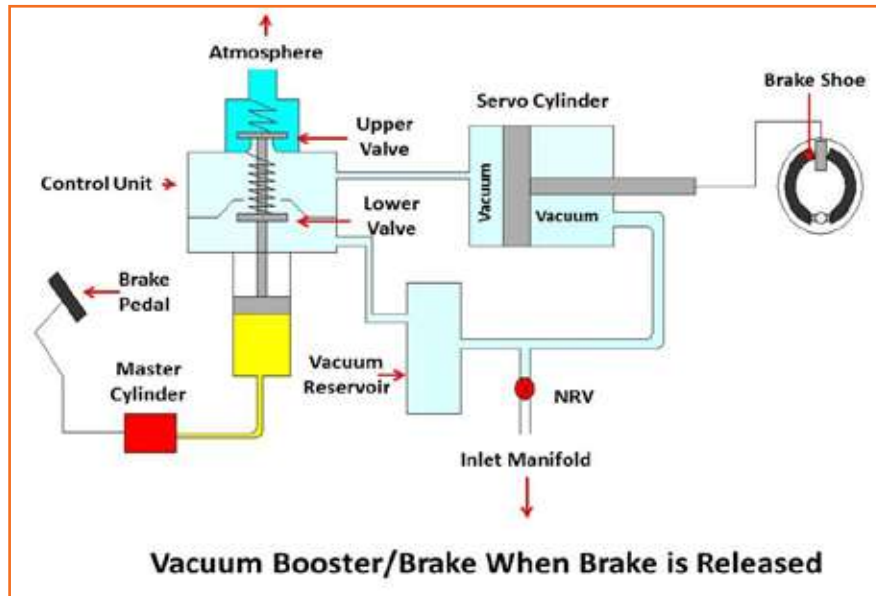 Atmosphere
Upper
Valve
Servo Cylinder
Brake Shoe
Control Unit
Lower
Valve
Vacuum
Vacuum
Brake
Pedal
Master
Cylinder
Vacuum
Reservoir
NRV
Inlet Manifold
Vacuum Booster/Brake When Brake is Released